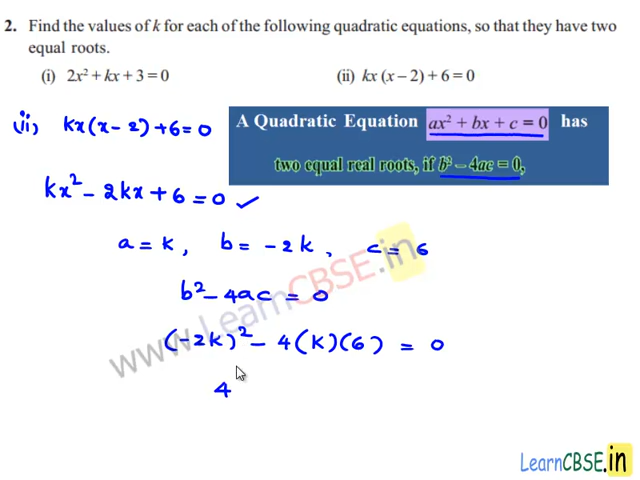 2. Find the values of k for each of the following quadratic equations, so that they have two
equal roots.
(i) 2x² + kx + 3 = 0 (ii) kx (x – 2) + 6 = 0
(ii) kx(x – 2) + 6 = 0
A Quadratic Equation ax² + bx + c = 0 has
two equal real roots, if b² – 4ac = 0,
kx² – 2kx + 6 = 0 ✓
a = k, b = -2k, c = 6
b² – 4ac = 0
(-2k)² – 4(k)(6) = 0
4
www.LearnCBSE.in
LearnCBSE.in